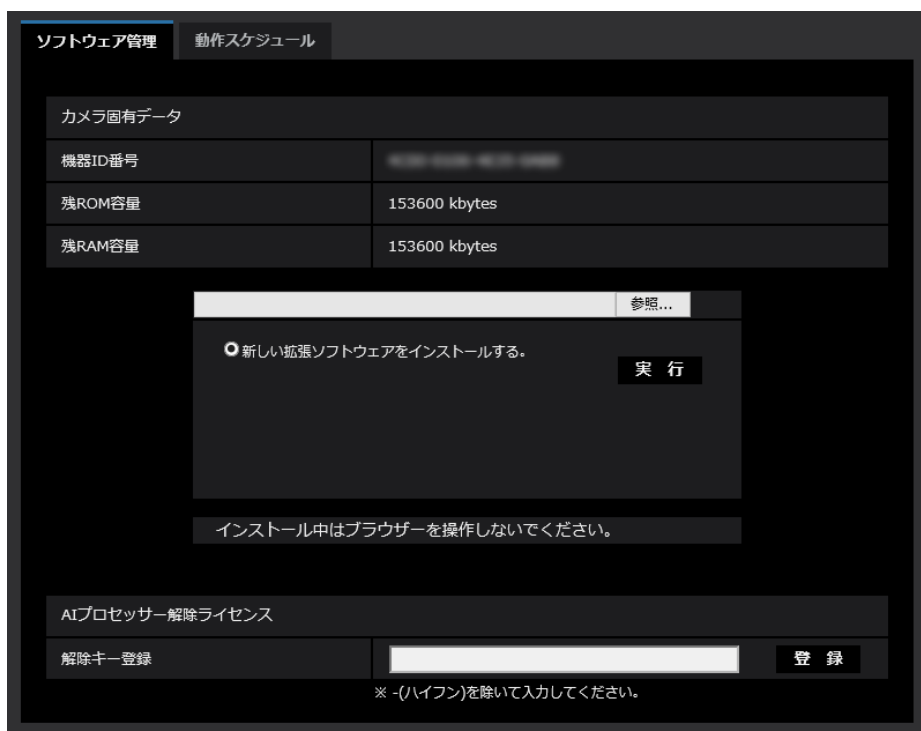 ソフトウェア管理 動作スケジュール
カメラ固有データ
機器ID番号
残ROM容量 153600 kbytes
残RAM容量 153600 kbytes
参照...
新しい拡張ソフトウェアをインストールする。
実 行
インストール中はブラウザーを操作しないでください。
AIプロセッサー解除ライセンス
解除キー登録 登 録
※ -(ハイフン)を除いて入力してください。